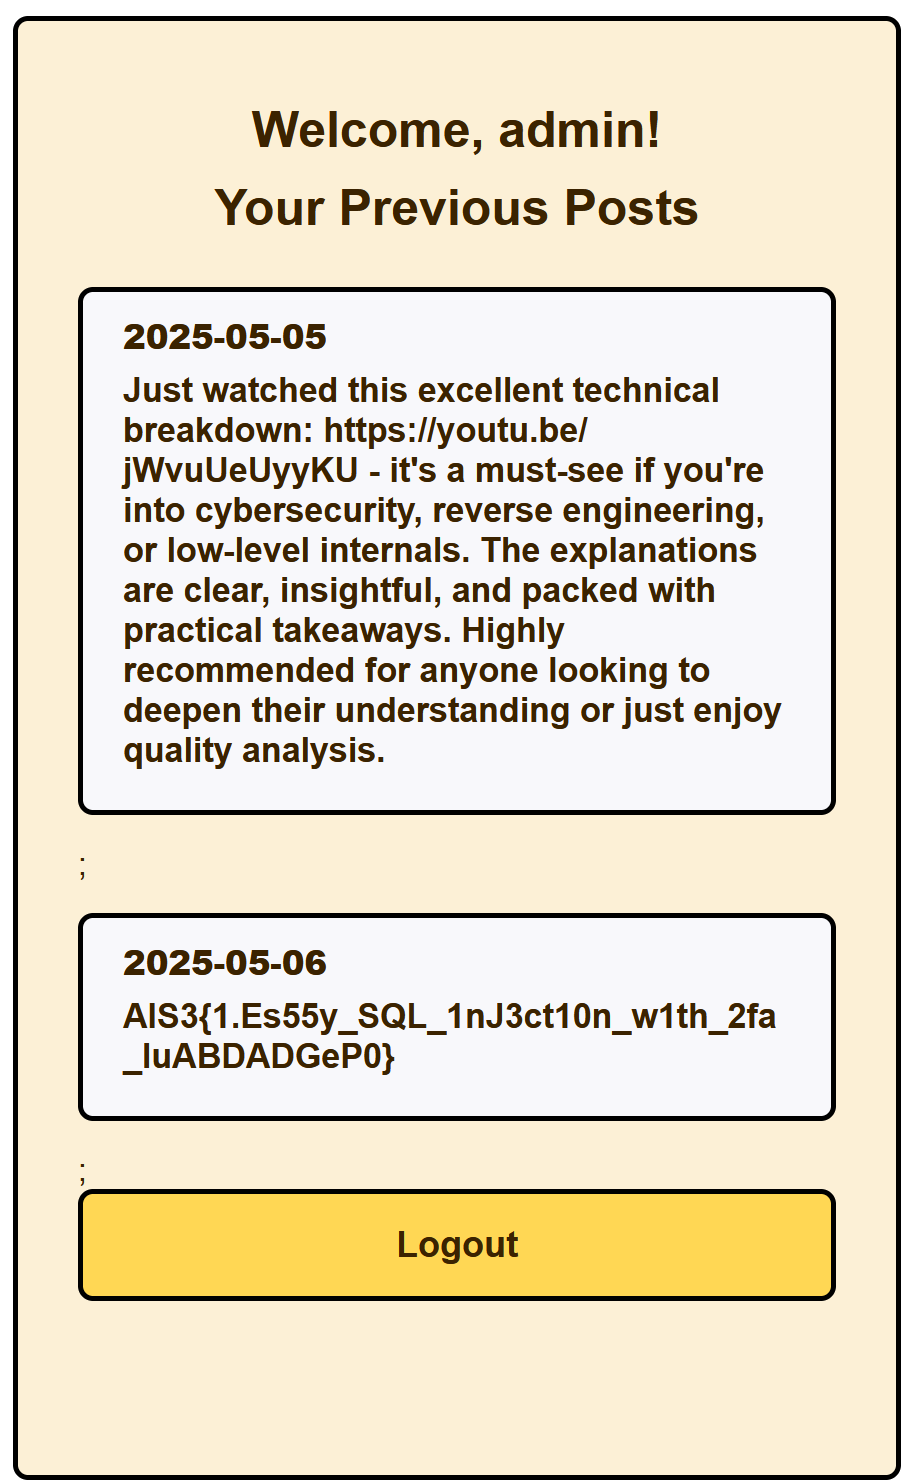 Welcome, admin!
Your Previous Posts
2025-05-05
Just watched this excellent technical
breakdown: https://youtu.be/
jWvuUeUyyKU - it's a must-see if you're
into cybersecurity, reverse engineering,
or low-level internals. The explanations
are clear, insightful, and packed with
practical takeaways. Highly
recommended for anyone looking to
deepen their understanding or just enjoy
quality analysis.
;
2025-05-06
AIS3{1.Es55y_SQL_1nJ3ct10n_w1th_2fa
_IuABDADGeP0}
;
Logout